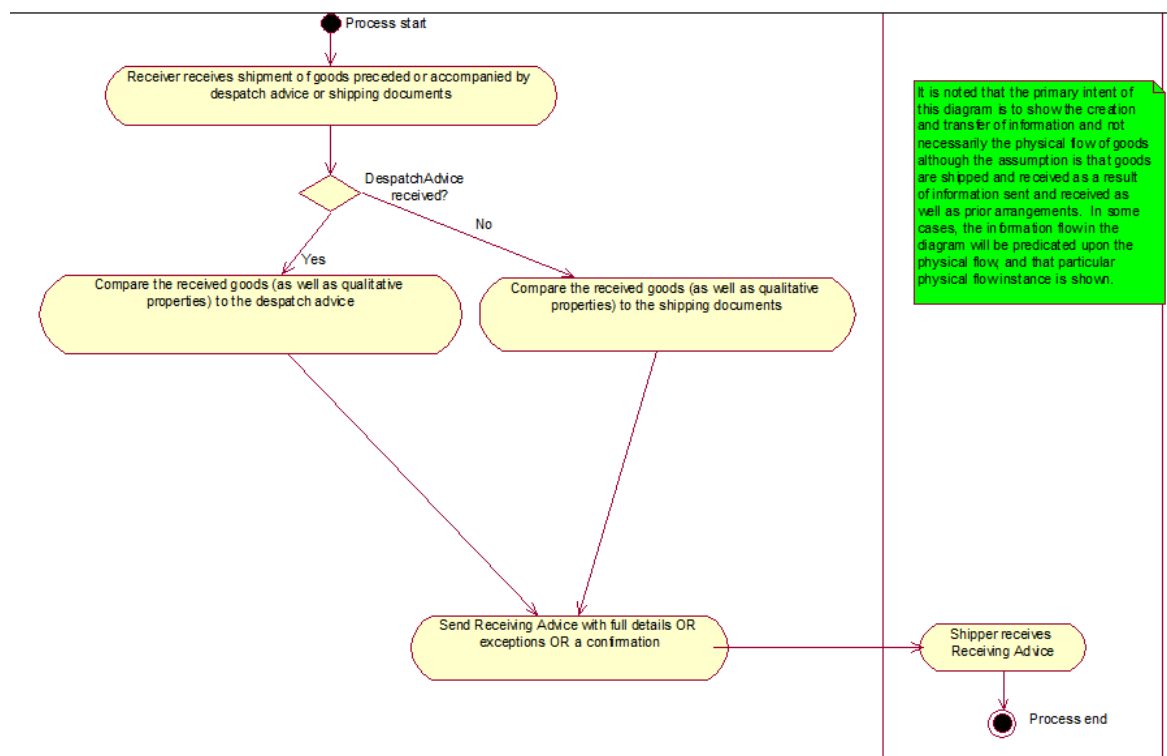 Process start
Receiver receives shipment of goods preceded or accompanied by
despatch advice or shipping documents
DespatchAdvice
received?
No
Yes
Compare the received goods (as well as qualitative
properties) to the despatch advice
Compare the received goods (as well as qualitative
properties) to the shipping documents
Send Receiving Advice with full details OR
exceptions OR a confirmation
It is noted that the primary intent of
this diagram is to show the creation
and transfer of information and not
necessarily the physical flow of goods
although the assumption is that goods
are shipped and received as a result
of information sent and received as
well as prior arrangements. In some
cases, the information flow in the
diagram will be predicated upon the
physical flow, and that particular
physical flow instance is shown.
Shipper receives
Receiving Advice
Process end